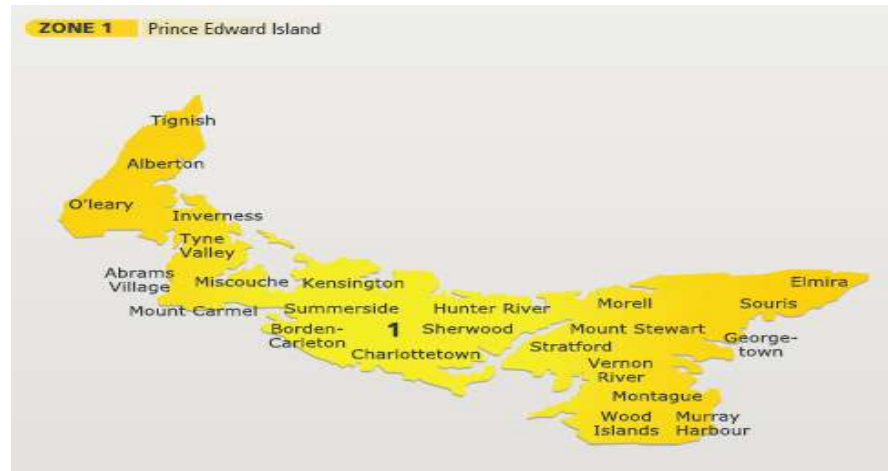 ZONE 1 Prince Edward Island
Tignish
Alberton
O'leary
Inverness
Tyne
Valley
Abrams
Village
Miscouche
Kensington
Elmira
Mount Carmel
Summerside
Hunter River
Morell
Souris
Borden-
Carleton
1
Sherwood
Mount Stewart
George-
town
Charlottetown
Stratford
Vernon
River
Montague
Wood
Islands
Murray
Harbour